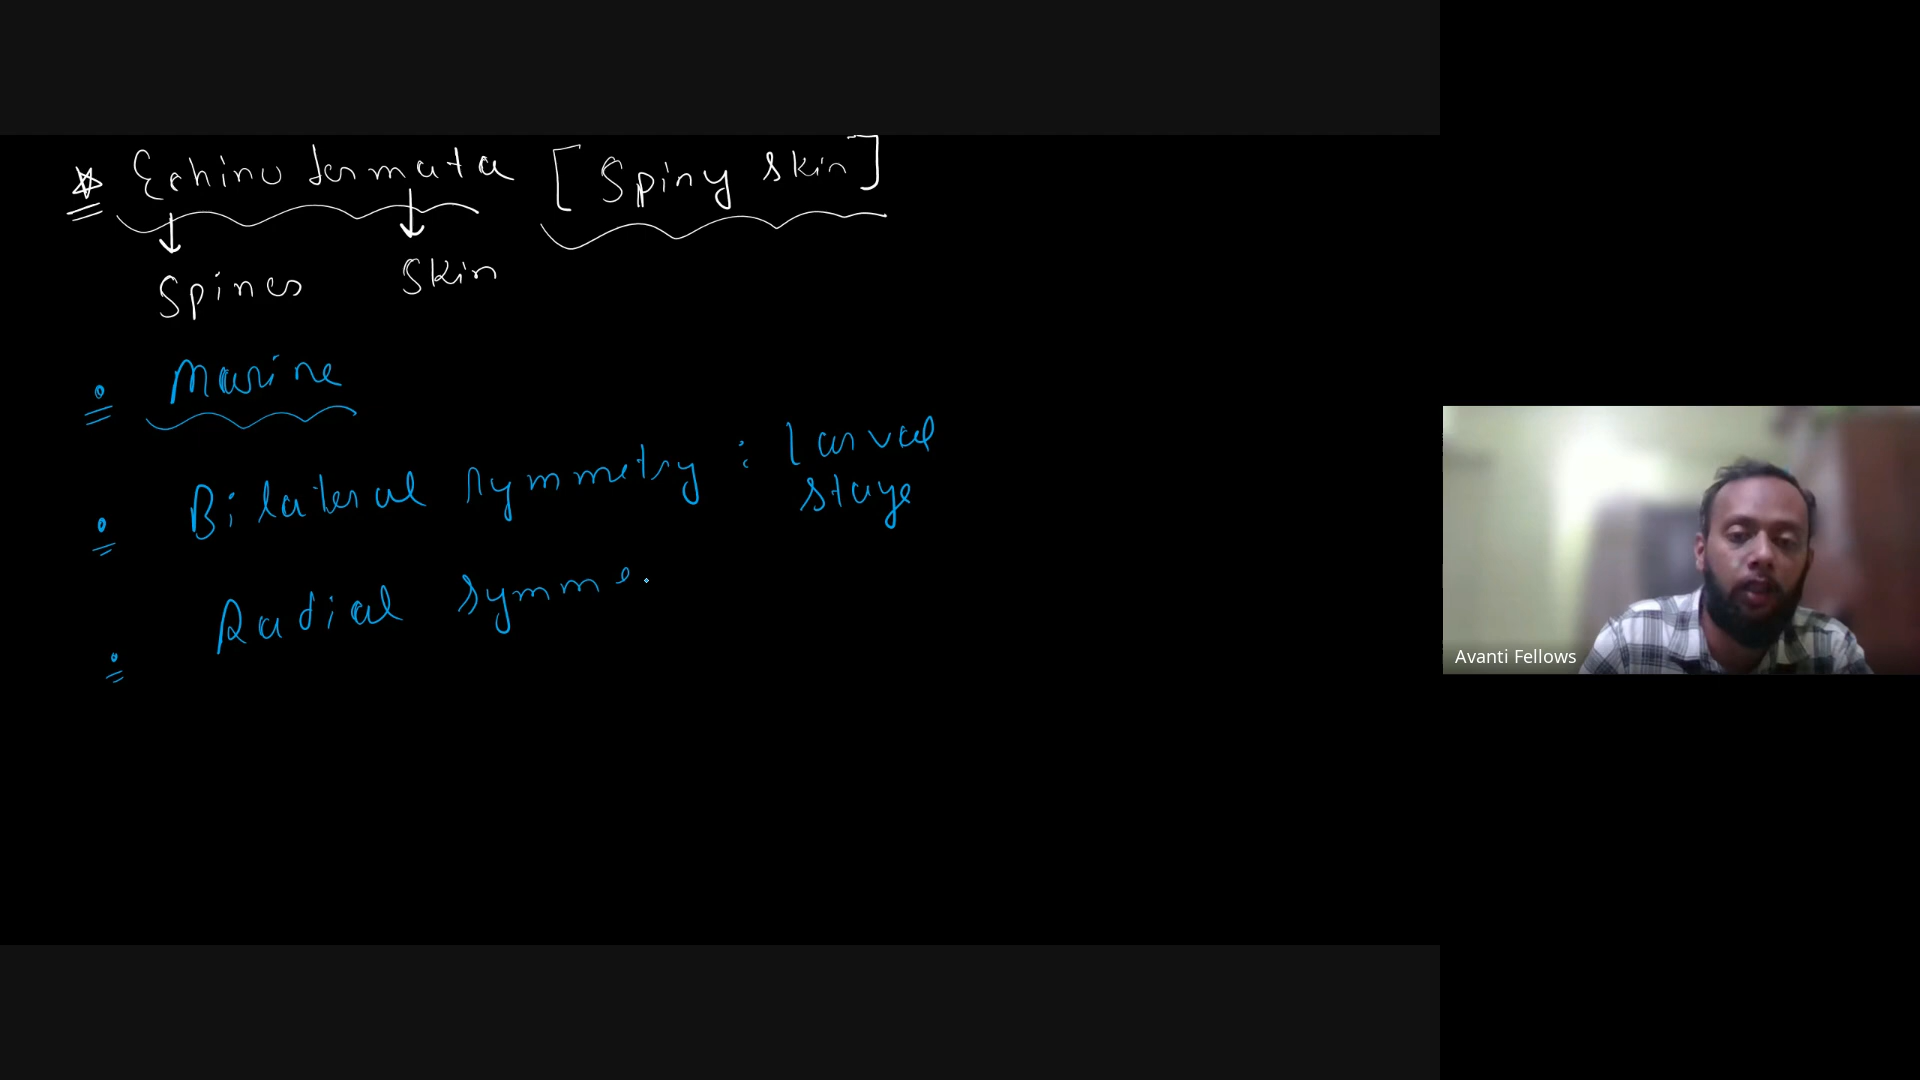 Echinodermata [Spiny skin]
Spines Skin
Marine
Bilateral symmetry : Larval
stage
Radial symme
Avanti Fellows